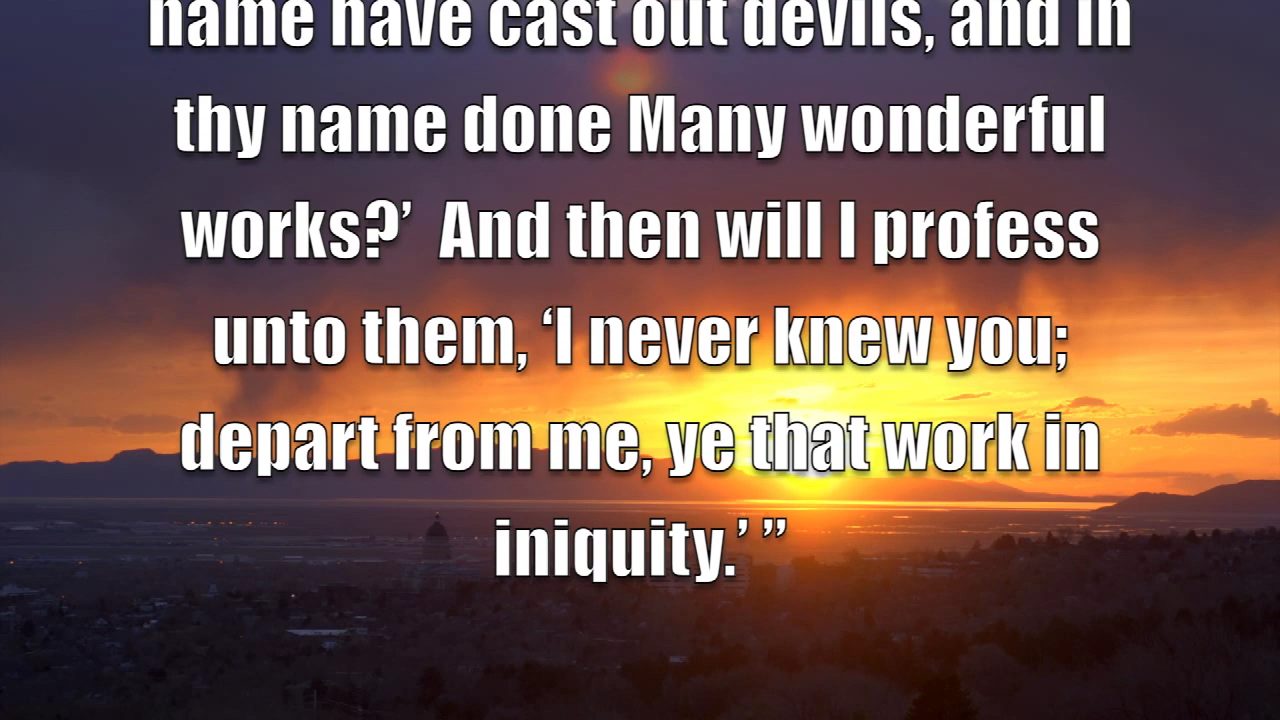 name have cast out devils, and in
thy name done Many wonderful
works?’ And then will I profess
unto them, ‘I never knew you;
depart from me, ye that work in
iniquity.’ ”